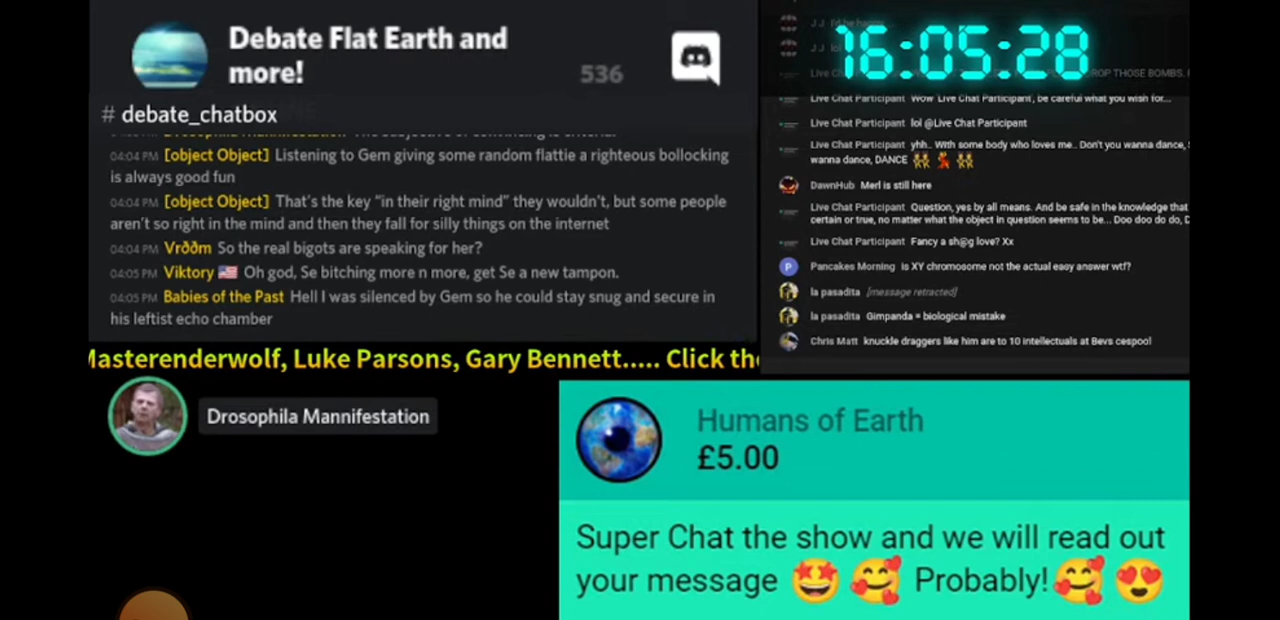 Debate Flat Earth and
more!
536
# debate_chatbox
04:04 PM [object Object] Listening to Gem giving some random flattie a righteous bollocking
is always good fun
04:04 PM [object Object] That's the key "in their right mind" they wouldn't, but some people
aren't so right in the mind and then they fall for silly things on the internet
04:04 PM Vrððm So the real bigots are speaking for her?
04:05 PM Viktory 🇺🇸 Oh god, Se bitching more n more, get Se a new tampon.
04:05 PM Babies of the Past Hell I was silenced by Gem so he could stay snug and secure in
his leftist echo chamber
Masterenderwolf, Luke Parsons, Gary Bennett..... Click the
Drosophila Mannifestation
16:05:28
J.J I'd be happy
J.J lol
Live Chat DROP THOSE BOMBS.
Live Chat Participant Wow 'Live Chat Participant', be careful what you wish for...
Live Chat Participant lol @Live Chat Participant
Live Chat Participant yhh.. With some body who loves me.. Don't you wanna dance,
wanna dance, DANCE 👯💃👯
DawnHub Merl is still here
Live Chat Participant Question, yes by all means. And be safe in the knowledge that
certain or true, no matter what the object in question seems to be... Doo doo do do, D
Live Chat Participant Fancy a sh@g love? Xx
P Pancakes Morning is XY chromosome not the actual easy answer wtf?
la pasadita [message retracted]
la pasadita Gimpanda = biological mistake
Chris Matt knuckle draggers like him are to 10 intellectuals at Bevs cespool
Humans of Earth
£5.00
Super Chat the show and we will read out
your message 🤩 🥰 Probably!🥰 😍